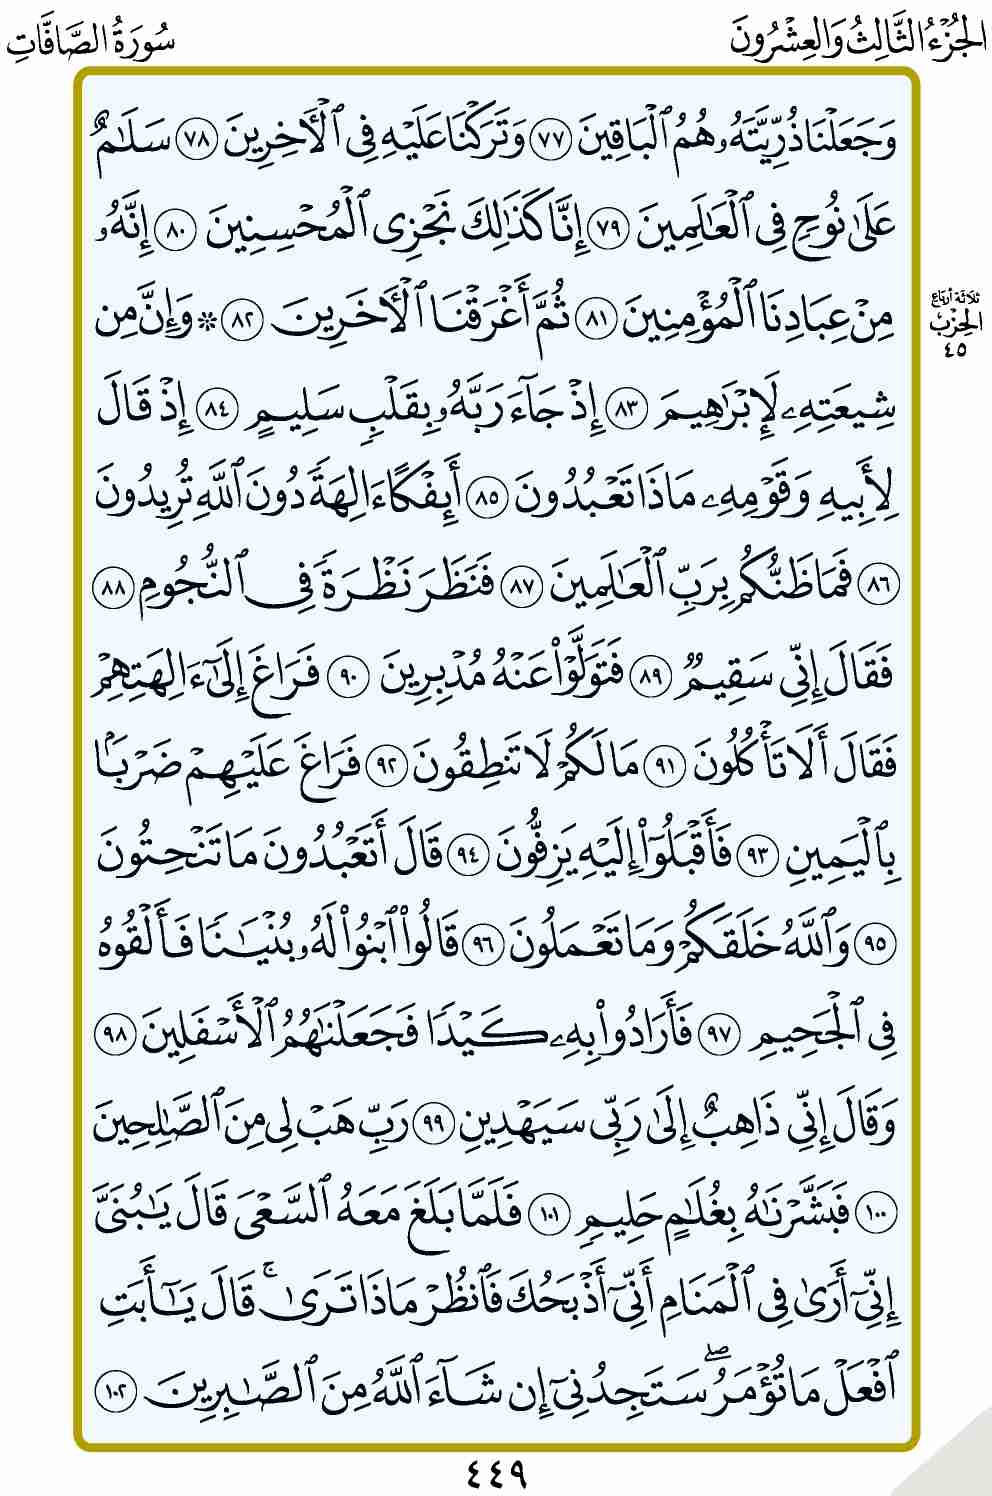 الجُزْءُ الثَّالِثُ وَالعِشْرُونَ
سُورَةُ الصَّافَّاتِ
وَجَعَلْنَا ذُرِّيَّتَهُۥ هُمُ ٱلْبَاقِينَ ٧٧ وَتَرَكْنَا عَلَيْهِ فِى ٱلْأَخِرِينَ ٧٨ سَلَٰمٌ
عَلَىٰ نُوحٍ فِى ٱلْعَٰلَمِينَ ٧٩ إِنَّا كَذَٰلِكَ نَجْزِى ٱلْمُحْسِنِينَ ٨٠ إِنَّهُۥ
مِنْ عِبَادِنَا ٱلْمُؤْمِنِينَ ٨١ ثُمَّ أَغْرَقْنَا ٱلْأَخَرِينَ ٨٢ ۞ وَإِنَّ مِن
ثلاثة أرباع
الحِزْب
٤٥
شِيعَتِهِۦ لَإِبْرَٰهِيمَ ٨٣ إِذْ جَآءَ رَبَّهُۥ بِقَلْبٍ سَلِيمٍ ٨٤ إِذْ قَالَ
لِأَبِيهِ وَقَوْمِهِۦ مَاذَا تَعْبُدُونَ ٨٥ أَئِفْكًا ءَالِهَةً دُونَ ٱللَّهِ تُرِيدُونَ
٨٦ فَمَا ظَنُّكُم بِرَبِّ ٱلْعَٰلَمِينَ ٨٧ فَنَظَرَ نَظْرَةً فِى ٱلنُّجُومِ ٨٨
فَقَالَ إِنِّى سَقِيمٌ ٨٩ فَتَوَلَّوْا۟ عَنْهُ مُدْبِرِينَ ٩٠ فَرَاغَ إِلَىٰٓ ءَالِهَتِهِمْ
فَقَالَ أَلَا تَأْكُلُونَ ٩١ مَا لَكُمْ لَا تَنطِقُونَ ٩٢ فَرَاغَ عَلَيْهِمْ ضَرْبًۢا
بِٱلْيَمِينِ ٩٣ فَأَقْبَلُوٓا۟ إِلَيْهِ يَزِفُّونَ ٩٤ قَالَ أَتَعْبُدُونَ مَا تَنْحِتُونَ
٩٥ وَٱللَّهُ خَلَقَكُمْ وَمَا تَعْمَلُونَ ٩٦ قَالُوا۟ ٱبْنُوا۟ لَهُۥ بُنْيَٰنًا فَأَلْقُوهُ
فِى ٱلْجَحِيمِ ٩٧ فَأَرَادُوا۟ بِهِۦ كَيْدًا فَجَعَلْنَٰهُمُ ٱلْأَسْفَلِينَ ٩٨
وَقَالَ إِنِّى ذَاهِبٌ إِلَىٰ رَبِّى سَيَهْدِينِ ٩٩ رَبِّ هَبْ لِى مِنَ ٱلصَّٰلِحِينَ
١٠٠ فَبَشَّرْنَٰهُ بِغُلَٰمٍ حَلِيمٍ ١٠١ فَلَمَّا بَلَغَ مَعَهُ ٱلسَّعْىَ قَالَ يَٰبُنَىَّ
إِنِّىٓ أَرَىٰ فِى ٱلْمَنَامِ أَنِّىٓ أَذْبَحُكَ فَٱنظُرْ مَاذَا تَرَىٰ ۚ قَالَ يَٰٓأَبَتِ
ٱفْعَلْ مَا تُؤْمَرُ ۖ سَتَجِدُنِىٓ إِن شَآءَ ٱللَّهُ مِنَ ٱلصَّٰبِرِينَ ١٠٢
٤٤٩